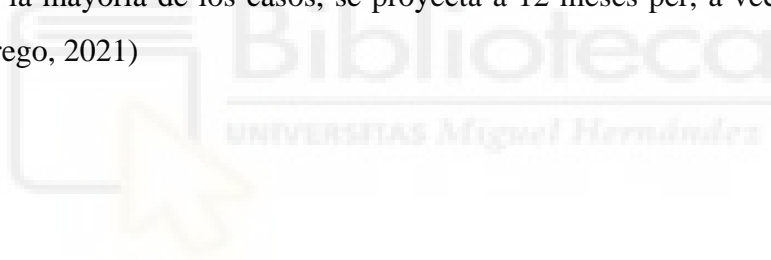 la mayoría de los casos, se proyecta a 12 meses per, a vec
rego, 2021)
Biblioteca
UNIVERSITAS Miguel Hernández